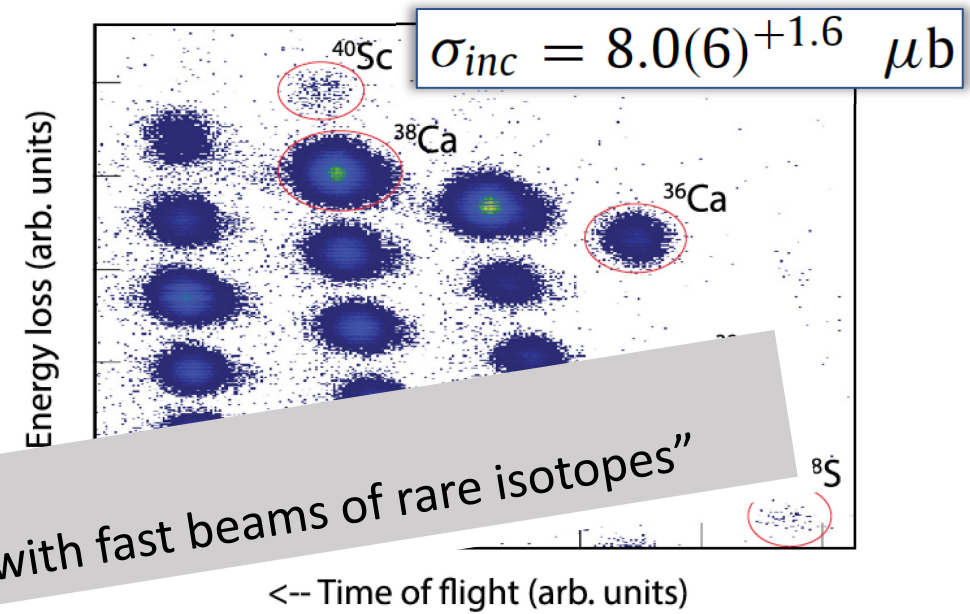 σ_inc = 8.0(6)^{+1.6} μb
⁴⁰Sc
³⁸Ca
³⁶Ca
⁸S
Energy loss (arb. units)
with fast beams of rare isotopes”
<-- Time of flight (arb. units)